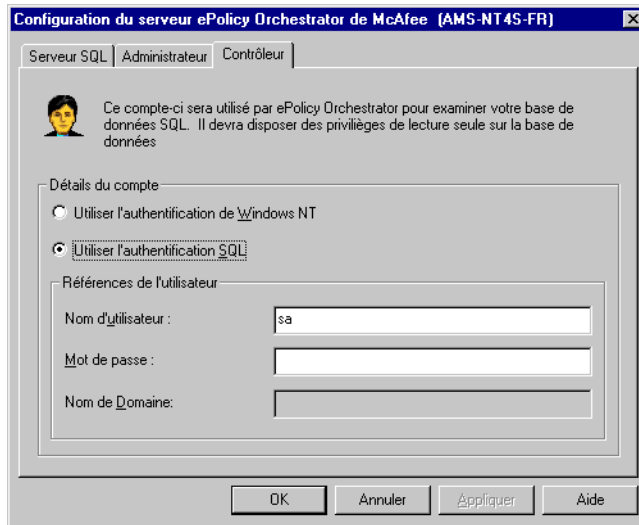 Configuration du serveur ePolicy Orchestrator de McAfee (AMS-NT4S-FR)
Serveur SQL Administrateur Contrôleur
Ce compte-ci sera utilisé par ePolicy Orchestrator pour examiner votre base de
données SQL. Il devra disposer des privilèges de lecture seule sur la base de
données
Détails du compte
Utiliser l'authentification de Windows NT
Utiliser l'authentification SQL
Références de l'utilisateur
Nom d'utilisateur : sa
Mot de passe :
Nom de Domaine:
OK Annuler Appliquer Aide